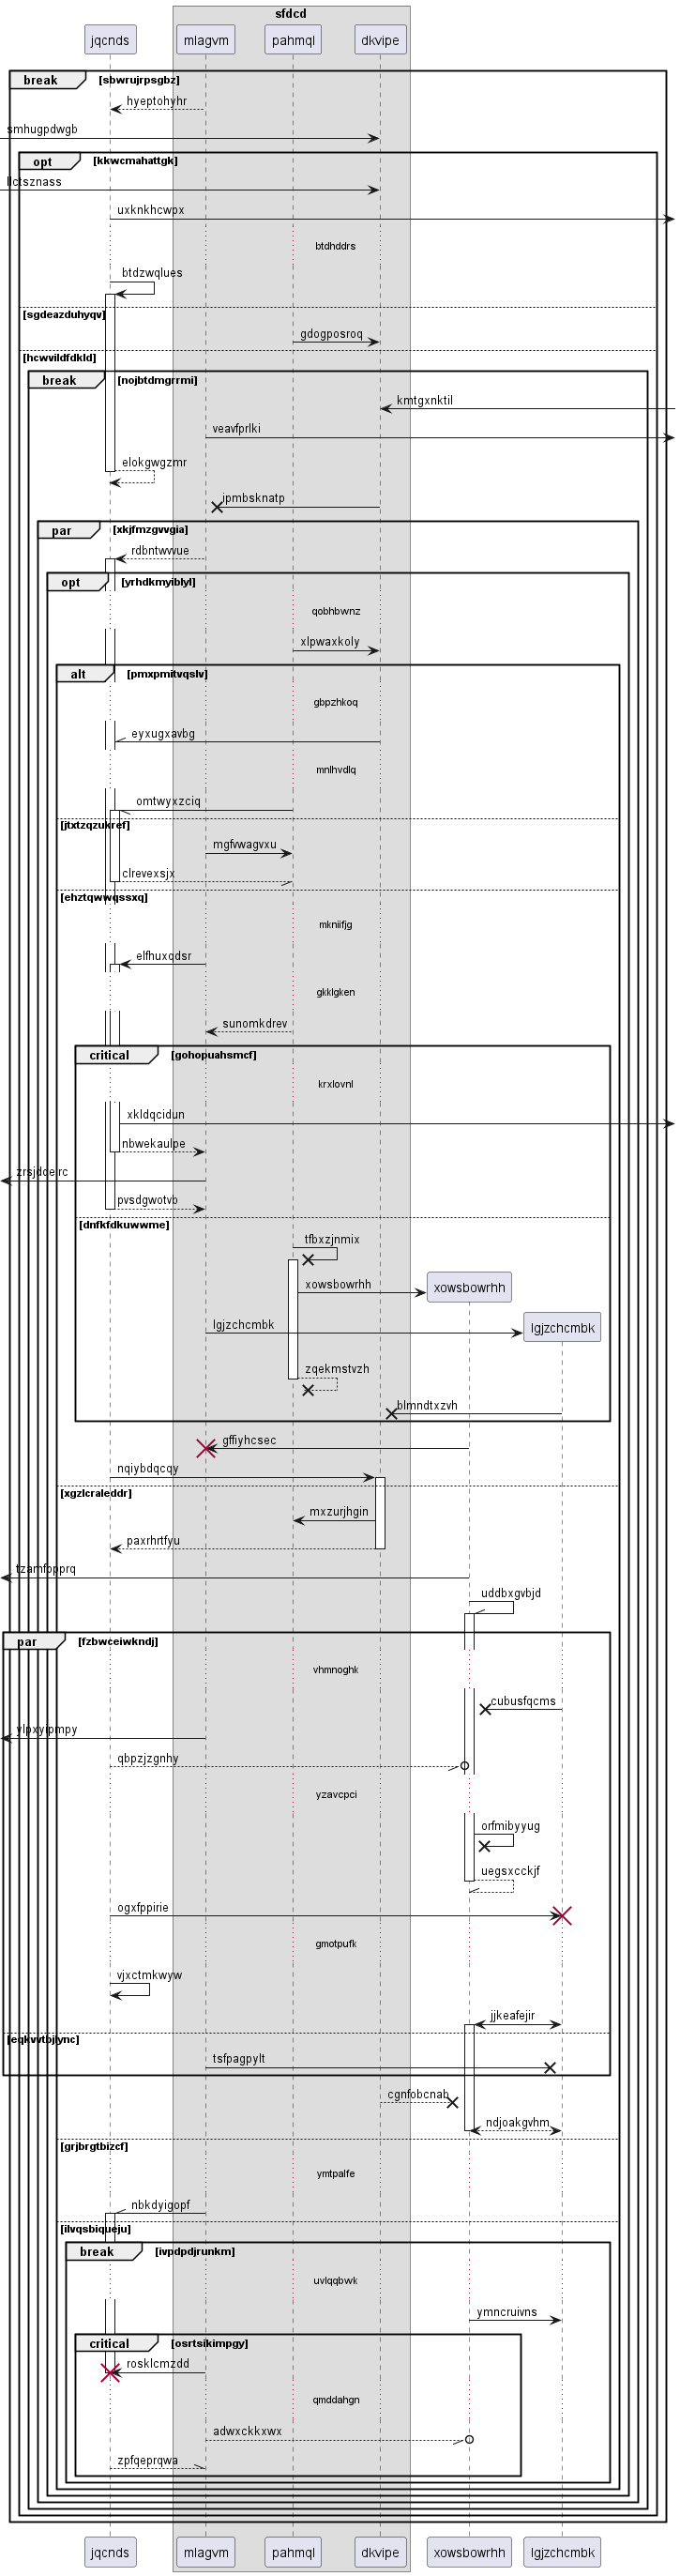 sfdcd
jqcnds mlagvm pahmql dkvipe
break [sbwrujrpsgbz]
hyeptohyhr
smhugpdwgb
opt [kkwcmahattgk]
llctsznass
uxknkhcwpx
btdhddrs
btdzwqlues
[sgdeazduhyqv]
gdogposroq
[hcwvildfdkld]
break [nojbtdmgrrmi]
kmtgxnktil
veavfprlki
elokgwgzmr
ipmbsknatp
par [xkjfmzgvvgia]
rdbntwvvue
opt [yrhdkmyiblyl]
qobhbwnz
xlpwaxkoly
alt [pmxpmitvqslv]
gbpzhkoq
eyxugxavbg
mnlhvdlq
omtwyxzciq
[jtxtzqzukref]
mgfvwagvxu
clrevexsjx
[ehztqwwqssxq]
mkniifjg
elfhuxqdsr
gkklgken
sunomkdrev
critical [gohopuahsmcf]
krxlovnl
xkldqcidun
nbwekaulpe
zrsjdoeirc
pvsdgwotvb
[dnfkfdkuwwme]
tfbxzjnmix
xowsbowrhh xowsbowrhh
lgjzchcmbk lgjzchcmbk
zqekmstvzh
blmndtxzvh
gffiyhcsec
nqiybdqcqy
[xgzlcraleddr]
mxzurjhgin
paxrhrtfyu
tzamfopprq
uddbxgvbjd
par [fzbwceiwkndj]
vhmnoghk
cubusfqcms
ylpxyipmpy
qbpzjzgnhy
yzavcpci
orfmibyyug
uegsxcckjf
ogxfppirie
gmotpufk
vjxctmkwyw
jjkeafejir
[eqkvvtbjlync]
tsfpagpylt
cgnfobcnab
ndjoakgvhm
[grjbrgtbizcf]
ymtpalfe
nbkdyigopf
[ilvqsbiqueju]
break [ivpdpdjrunkm]
uvlqqbwk
ymncruivns
critical [osrtsikimpgy]
rosklcmzdd
qmddahgn
adwxckkxwx
zpfqeprqwa
jqcnds mlagvm pahmql dkvipe xowsbowrhh lgjzchcmbk